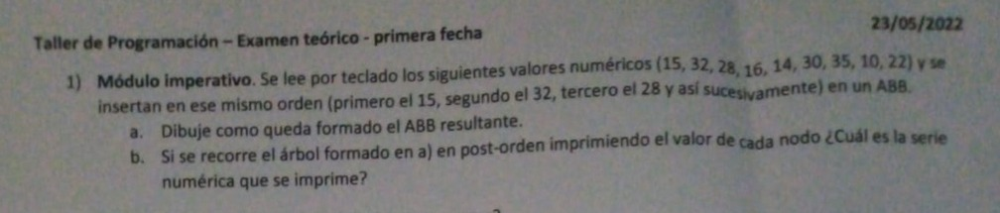 23/05/2022
Taller de Programación – Examen teórico - primera fecha
1) Módulo imperativo. Se lee por teclado los siguientes valores numéricos (15, 32, 28, 16, 14, 30, 35, 10, 22) y se
insertan en ese mismo orden (primero el 15, segundo el 32, tercero el 28 y así sucesivamente) en un ABB.
a. Dibuje como queda formado el ABB resultante.
b. Si se recorre el árbol formado en a) en post-orden imprimiendo el valor de cada nodo ¿Cuál es la serie
numérica que se imprime?